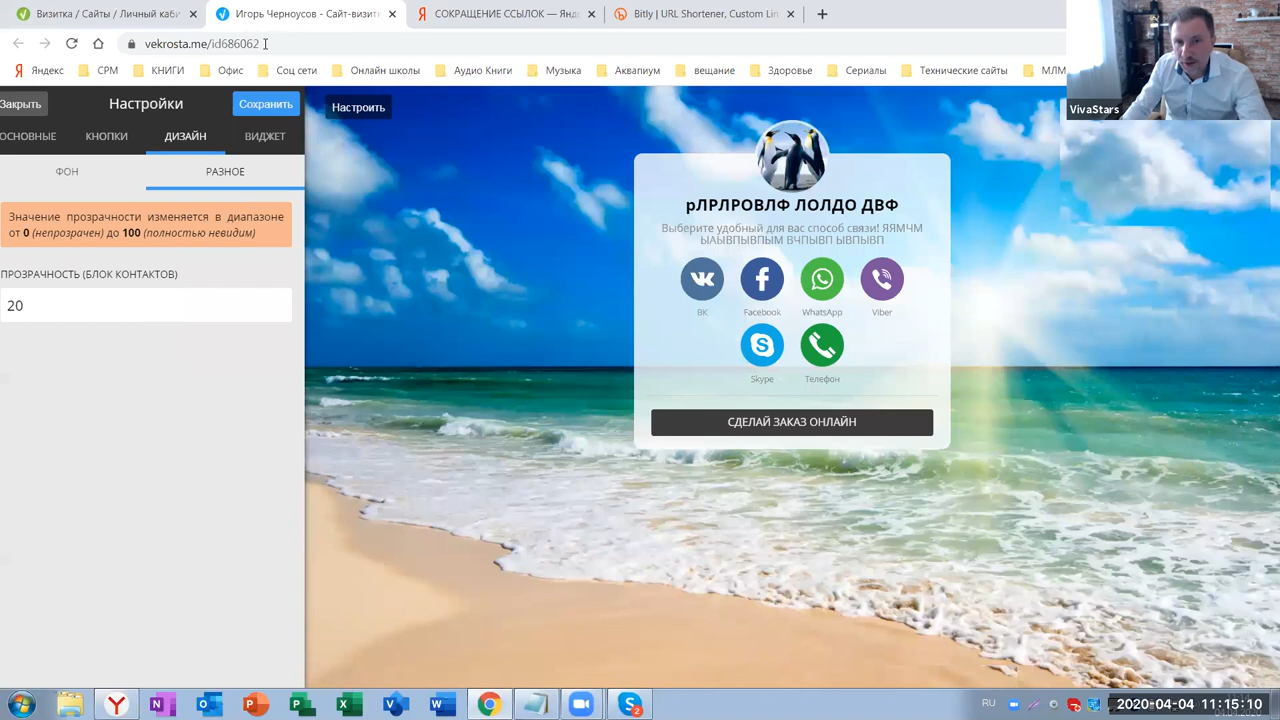 Визитка / Сайты / Личный каби
Игорь Черноусов - Сайт-визитк
СОКРАЩЕНИЕ ССЫЛОК — Янде
Bitly | URL Shortener, Custom Lin
vekrosta.me/id686062
Яндекс
СРМ
КНИГИ
Офис
Соц сети
Онлайн школы
Аудио Книги
Музыка
Аквапиум
вещание
Здоровье
Сериалы
Технические сайты
МЛМ
VivaStars
Закрыть
Настройки
Сохранить
ОСНОВНЫЕ
КНОПКИ
ДИЗАЙН
ВИДЖЕТ
ФОН
РАЗНОЕ
Значение прозрачности изменяется в диапазоне
от 0 (непрозрачен) до 100 (полностью невидим)
ПРОЗРАЧНОСТЬ (БЛОК КОНТАКТОВ)
20
Настроить
рЛРЛРОВЛФ ЛОЛДО ДВФ
Выберите удобный для вас способ связи! ЯЯМЧМ
ЫАЫВПЫВПЫМ ВЧПЫВП ЫВПЫВП
ВК
Facebook
WhatsApp
Viber
Skype
Телефон
СДЕЛАЙ ЗАКАЗ ОНЛАЙН
RU
2020-04-04 11:15:10